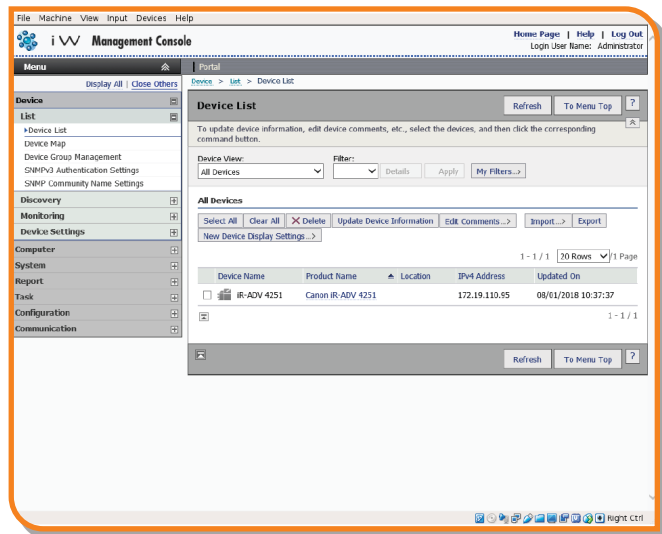 File Machine View Input Devices Help
iW Management Console
Home Page | Help | Log Out
Login User Name: Administrator
Menu
Portal
Display All | Close Others
Device > List > Device List
Device
List
Device List
Device Map
Device Group Management
SNMPv3 Authentication Settings
SNMP Community Name Settings
Discovery
Monitoring
Device Settings
Computer
System
Report
Task
Configuration
Communication
Device List
Refresh To Menu Top ?
To update device information, edit device comments, etc., select the devices, and then click the corresponding
command button.
Device View: Filter:
All Devices Details Apply My Filters...>
All Devices
Select All Clear All Delete Update Device Information Edit Comments...> Import...> Export
New Device Display Settings...>
1 - 1 / 1 20 Rows /1 Page
Device Name Product Name Location IPv4 Address Updated On
iR-ADV 4251 Canon iR-ADV 4251 172.19.110.95 08/01/2018 10:37:37
1 - 1 / 1
Refresh To Menu Top ?
Right Ctrl